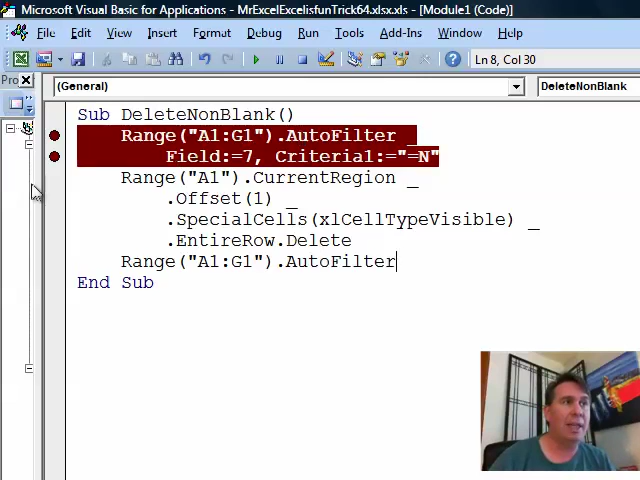 Microsoft Visual Basic for Applications - MrExcelExcelisfunTrick64.xlsx.xls - [Module1 (Code)]
File Edit View Insert Format Debug Run Tools Add-Ins Window Help
Ln 8, Col 30
(General) DeleteNonBlank
Sub DeleteNonBlank()
Range("A1:G1").AutoFilter _
Field:=7, Criteria1:="=N"
Range("A1").CurrentRegion _
.Offset(1) _
.SpecialCells(xlCellTypeVisible) _
.EntireRow.Delete
Range("A1:G1").AutoFilter
End Sub